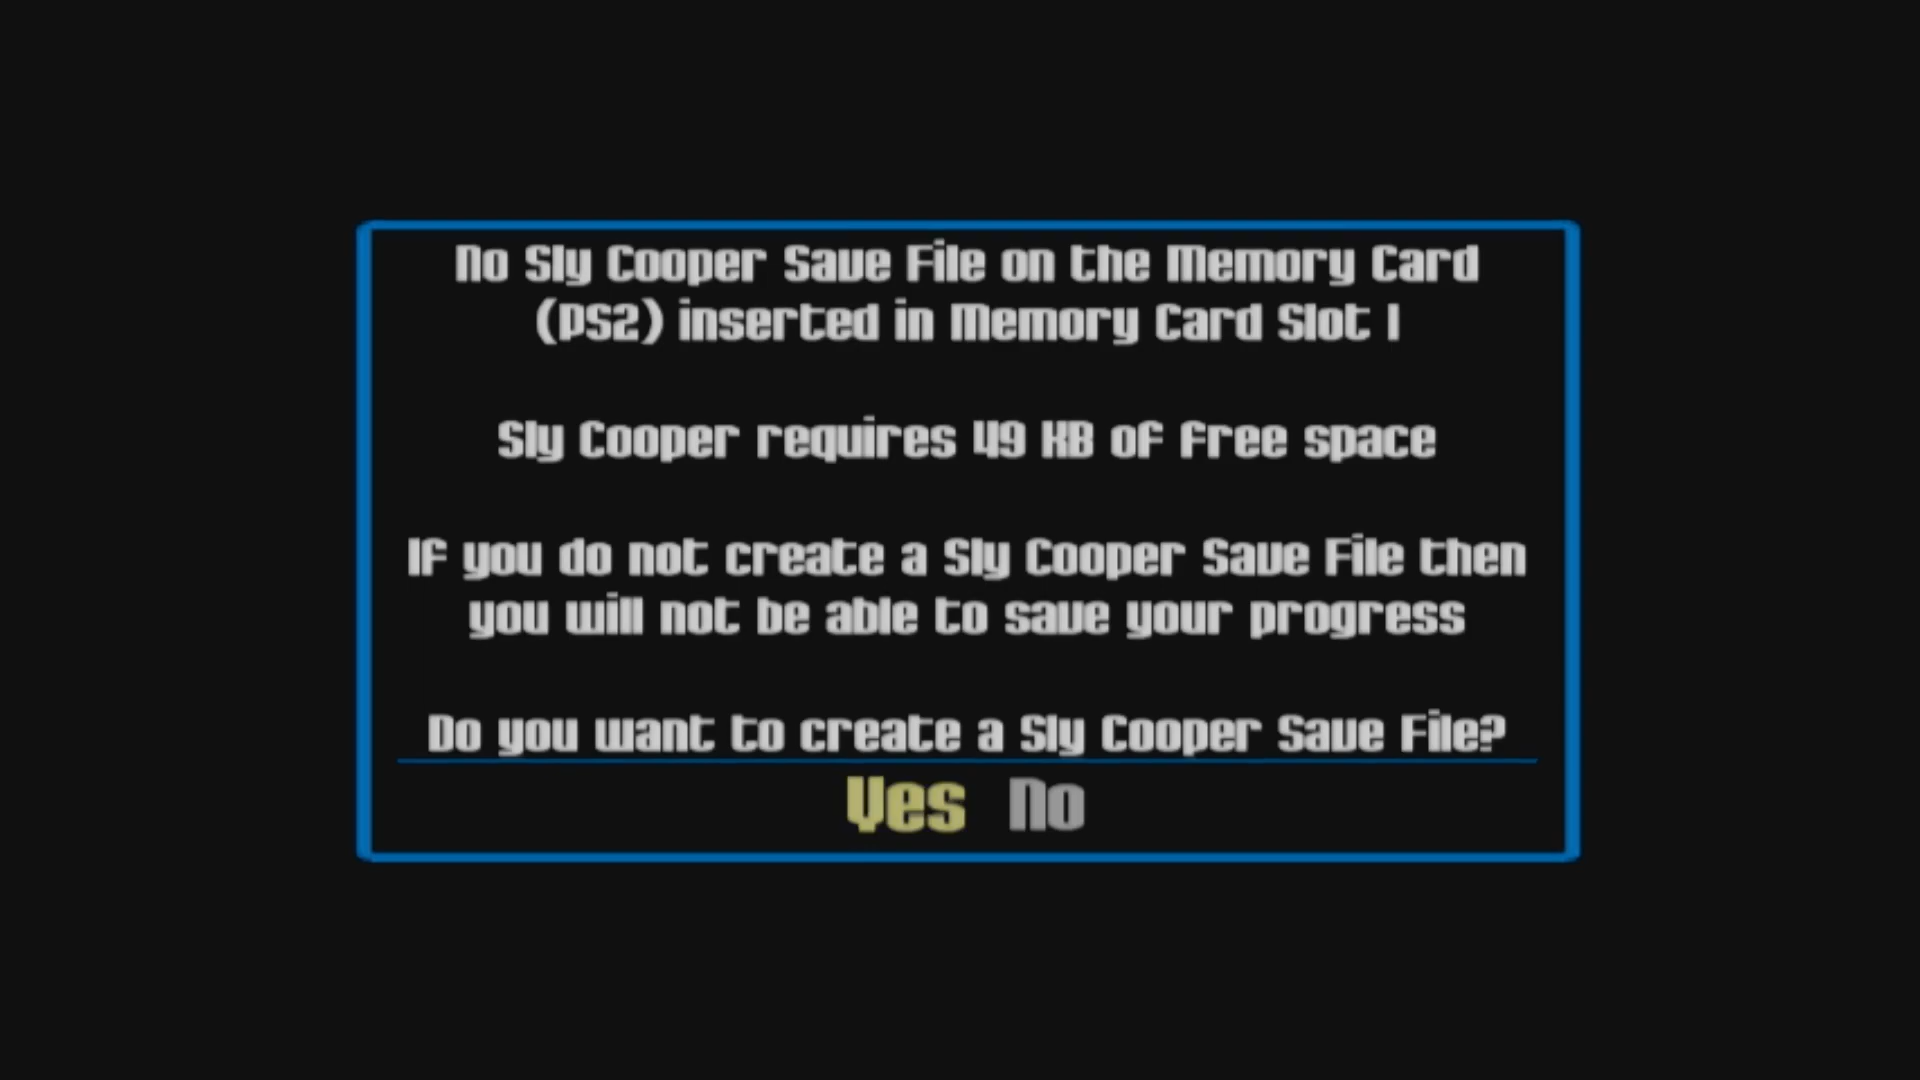 No Sly Cooper Save File on the Memory Card
(PS2) inserted in Memory Card Slot 1
Sly Cooper requires 49 KB of free space
If you do not create a Sly Cooper Save File then
you will not be able to save your progress
Do you want to create a Sly Cooper Save File?
Yes No